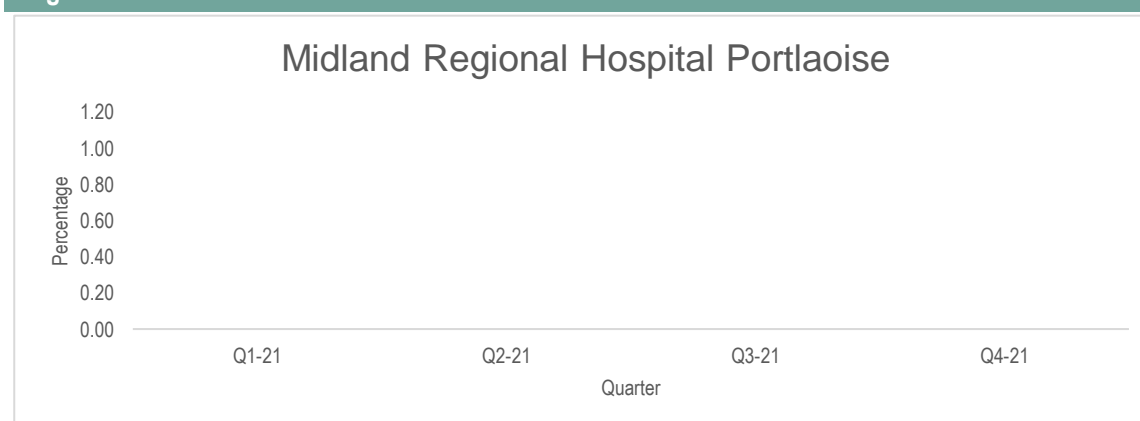 Midland Regional Hospital Portlaoise
1.20
1.00
0.80
0.60
0.40
0.20
0.00
Percentage
Q1-21 Q2-21 Q3-21 Q4-21
Quarter